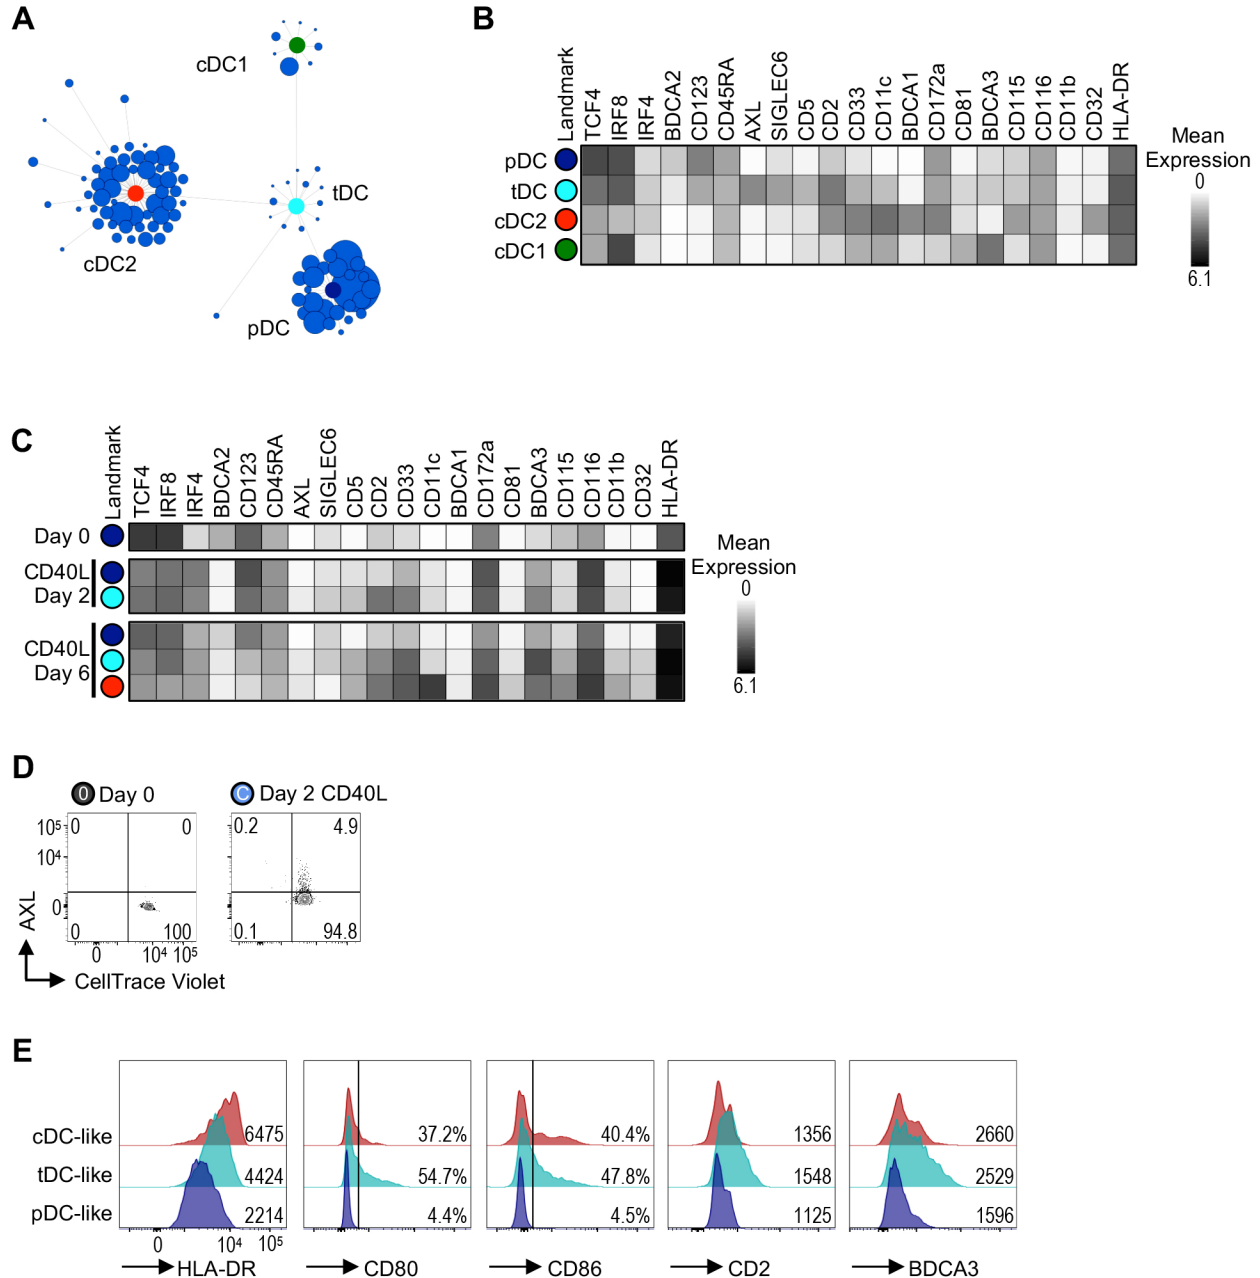 A
cDC1
cDC2
tDC
pDC
B
Landmark TCF4 IRF8 IRF4 BDCA2 CD123 CD45RA AXL SIGLEC6 CD5 CD2 CD33 CD11c BDCA1 CD172a CD81 BDCA3 CD115 CD116 CD11b CD32 HLA-DR
pDC
tDC
cDC2
cDC1
Mean
Expression
0
6.1
C
Landmark TCF4 IRF8 IRF4 BDCA2 CD123 CD45RA AXL SIGLEC6 CD5 CD2 CD33 CD11c BDCA1 CD172a CD81 BDCA3 CD115 CD116 CD11b CD32 HLA-DR
Day 0
CD40L
Day 2
CD40L
Day 6
Mean
Expression
0
6.1
D
0 Day 0
C Day 2 CD40L
10⁵
10⁴
0
AXL
0 0
0 100
0 10⁴ 10⁵
0.2 4.9
0.1 94.8
CellTrace Violet
E
cDC-like 6475 37.2% 40.4% 1356 2660
tDC-like 4424 54.7% 47.8% 1548 2529
pDC-like 2214 4.4% 4.5% 1125 1596
0 10⁴ 10⁵
HLA-DR CD80 CD86 CD2 BDCA3